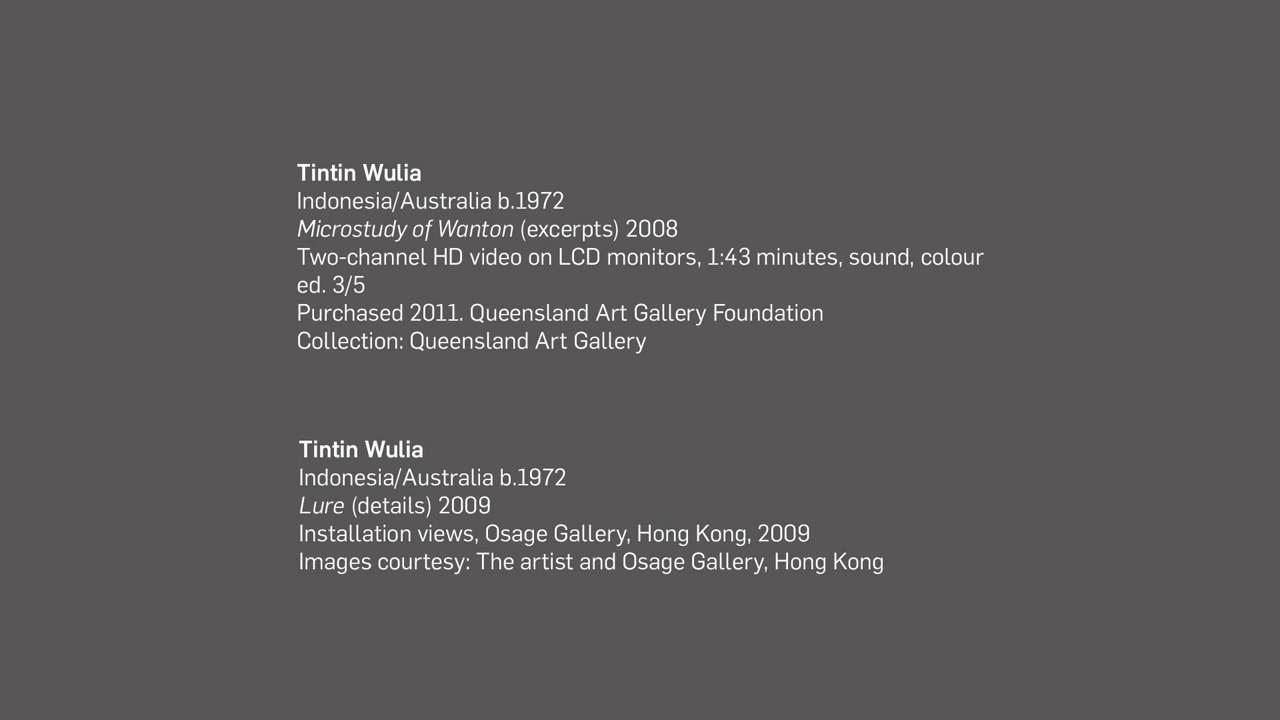 Tintin Wulia
Indonesia/Australia b.1972
Microstudy of Wanton (excerpts) 2008
Two-channel HD video on LCD monitors, 1:43 minutes, sound, colour
ed. 3/5
Purchased 2011. Queensland Art Gallery Foundation
Collection: Queensland Art Gallery
Tintin Wulia
Indonesia/Australia b.1972
Lure (details) 2009
Installation views, Osage Gallery, Hong Kong, 2009
Images courtesy: The artist and Osage Gallery, Hong Kong